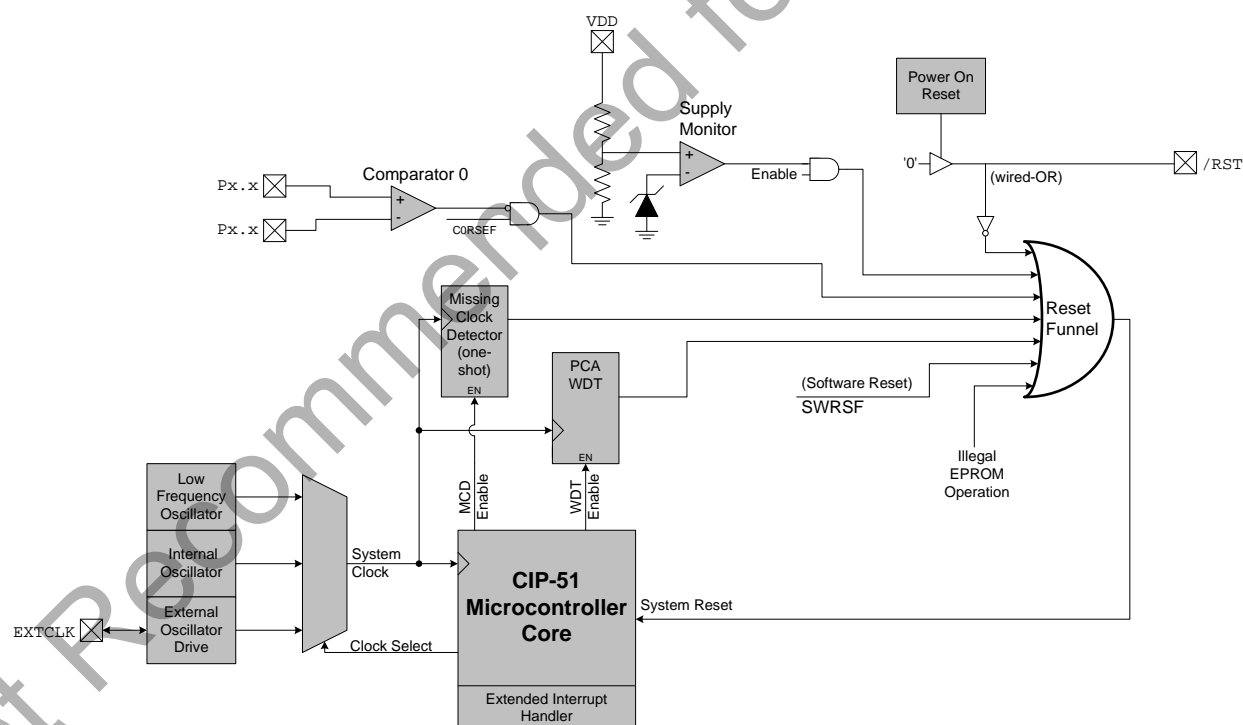 VDD
Power On
Reset
Supply
Monitor
+
-
Enable
'0'
/RST
(wired-OR)
Comparator 0
Px.x
+
Px.x
-
C0RSEF
Missing
Clock
Detector
(one-
shot)
EN
PCA
WDT
EN
Reset
Funnel
(Software Reset)
SWRSF
Illegal
EPROM
Operation
Low
Frequency
Oscillator
Internal
Oscillator
External
Oscillator
Drive
EXTCLK
System
Clock
Clock Select
MCD
Enable
WDT
Enable
CIP-51
Microcontroller
Core
System Reset
Extended Interrupt
Handler
Recommended